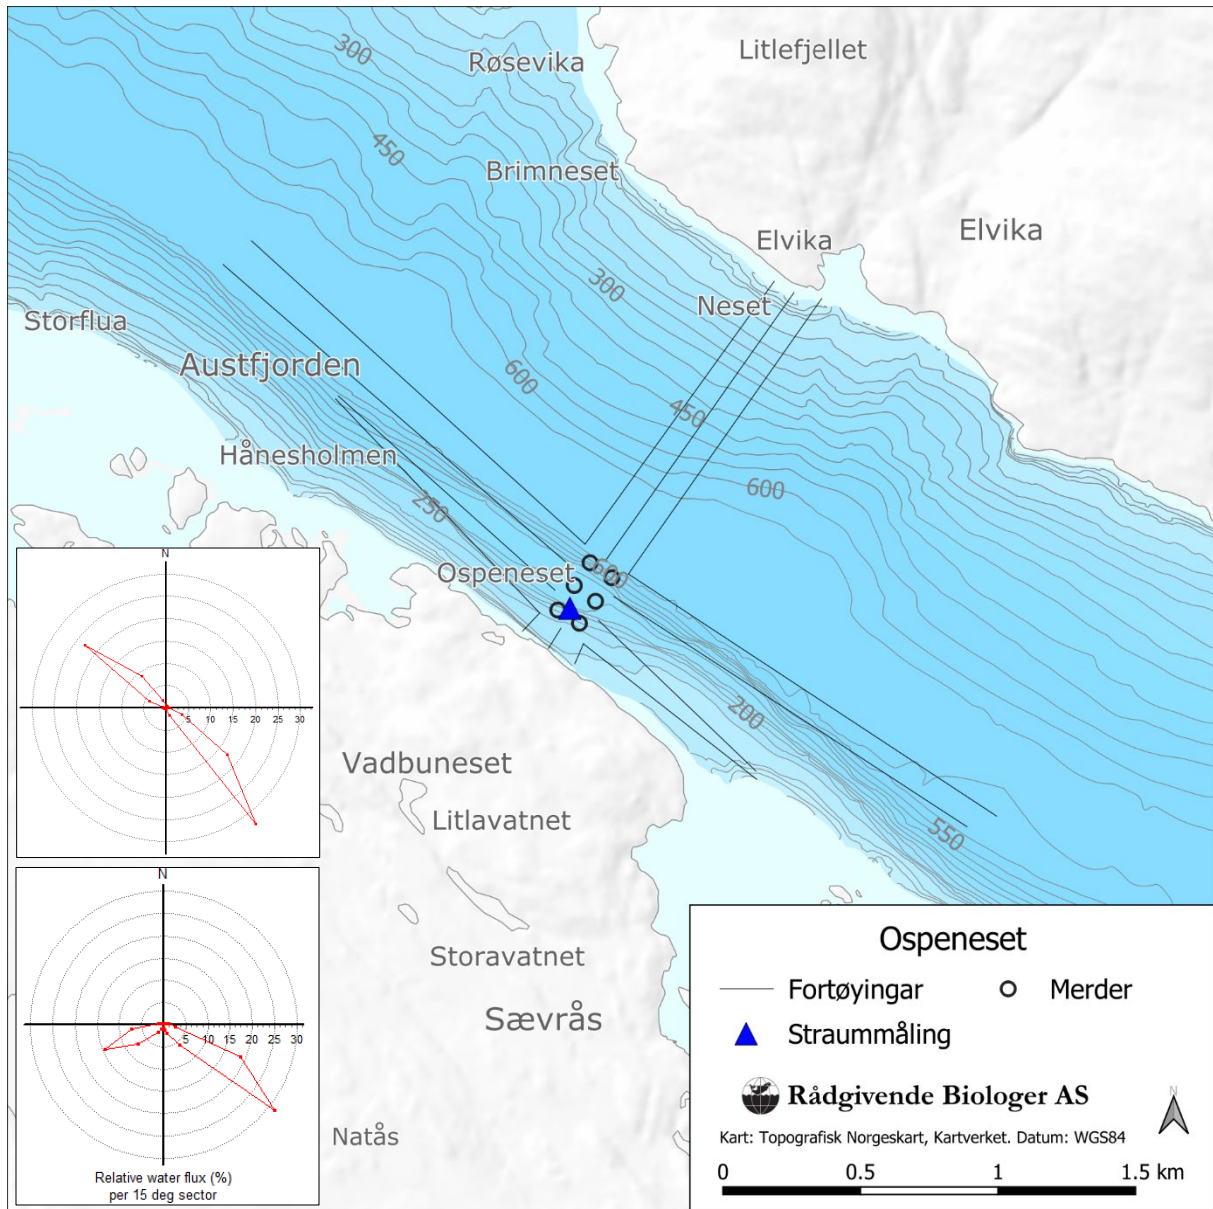 Litlefjellet
Røsevika
300
450
Brimneset
Elvika
Elvika
300
Neset
Storflua
Austfjorden
600
450
Hånesholmen
600
250
Ospeneset
600
200
Vadbuneset
Litlavatnet
550
Storavatnet
Sævrås
Natås
N
5 10 15 20 25 30
N
5 10 15 20 25 30
Relative water flux (%)
per 15 deg sector
Ospeneset
Fortøyingar
Merder
Straummåling
Rådgivende Biologer AS
N
Kart: Topografisk Norgeskart, Kartverket. Datum: WGS84
0 0.5 1 1.5 km